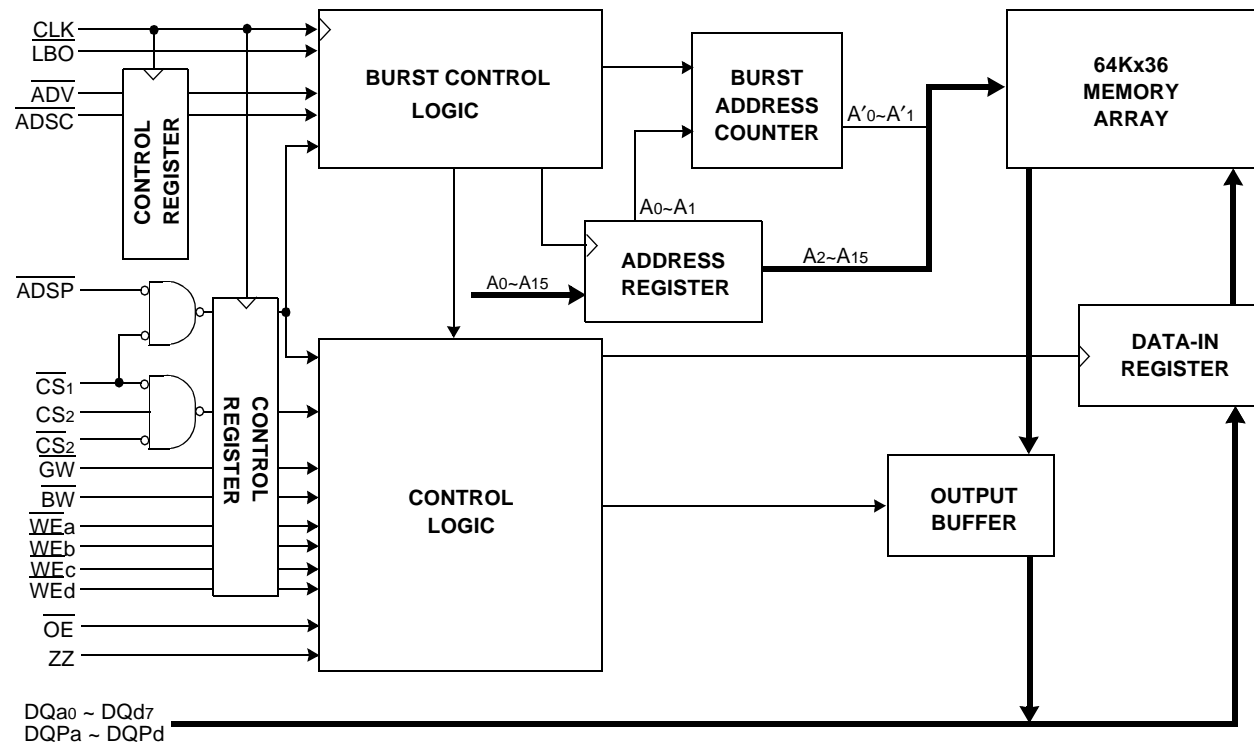 CLK
LBO
ADV
ADSC
CONTROL
REGISTER
BURST CONTROL
LOGIC
BURST
ADDRESS
COUNTER
A′0~A′1
64Kx36
MEMORY
ARRAY
A0~A1
ADDRESS
REGISTER
A2~A15
A0~A15
ADSP
CS1
CS2
CS2
GW
BW
WEa
WEb
WEc
WEd
OE
ZZ
CONTROL
REGISTER
CONTROL
LOGIC
DATA-IN
REGISTER
OUTPUT
BUFFER
DQa0 ~ DQd7
DQPa ~ DQPd